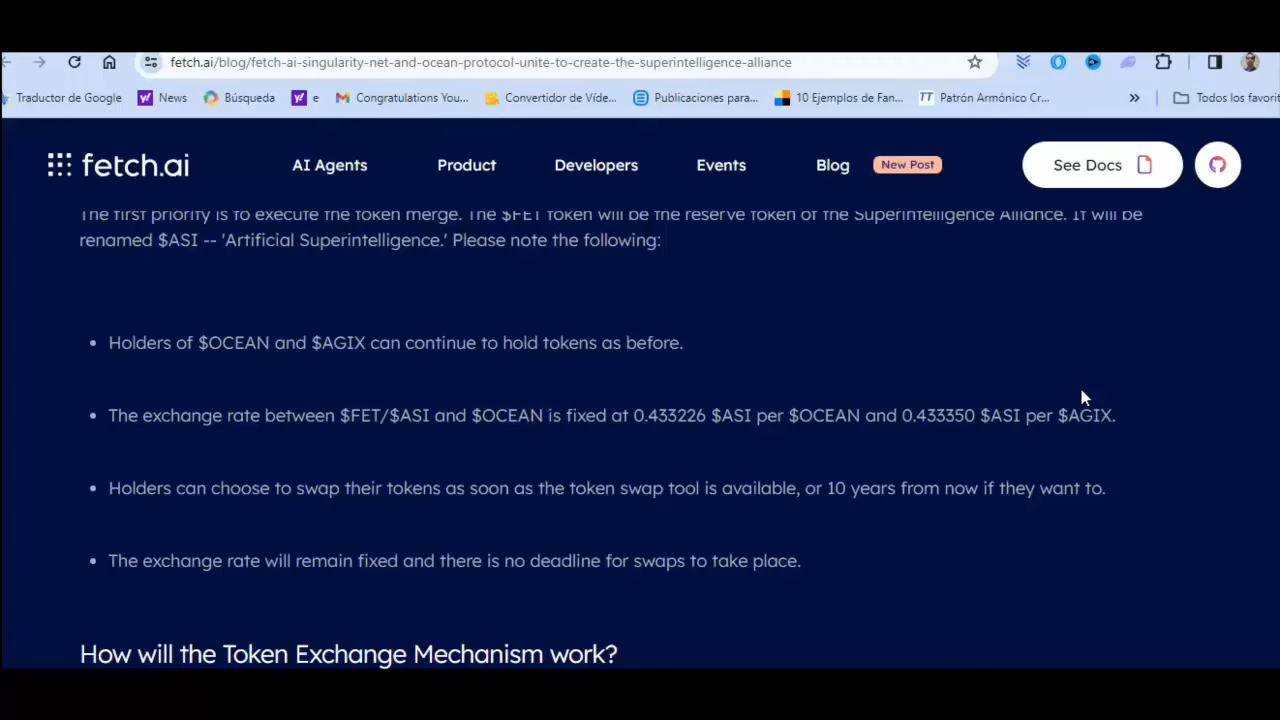 fetch.ai/blog/fetch-ai-singularity-net-and-ocean-protocol-unite-to-create-the-superintelligence-alliance
Traductor de Google News Búsqueda e Congratulations You... Convertidor de Víde... Publicaciones para... 10 Ejemplos de Fan... TT Patrón Armónico Cr... » Todos los favorit
fetch.ai AI Agents Product Developers Events Blog New Post See Docs
The first priority is to execute the token merge. The $FET token will be the reserve token of the Superintelligence Alliance. It will be
renamed $ASI -- 'Artificial Superintelligence.' Please note the following:
• Holders of $OCEAN and $AGIX can continue to hold tokens as before.
• The exchange rate between $FET/$ASI and $OCEAN is fixed at 0.433226 $ASI per $OCEAN and 0.433350 $ASI per $AGIX.
• Holders can choose to swap their tokens as soon as the token swap tool is available, or 10 years from now if they want to.
• The exchange rate will remain fixed and there is no deadline for swaps to take place.
How will the Token Exchange Mechanism work?